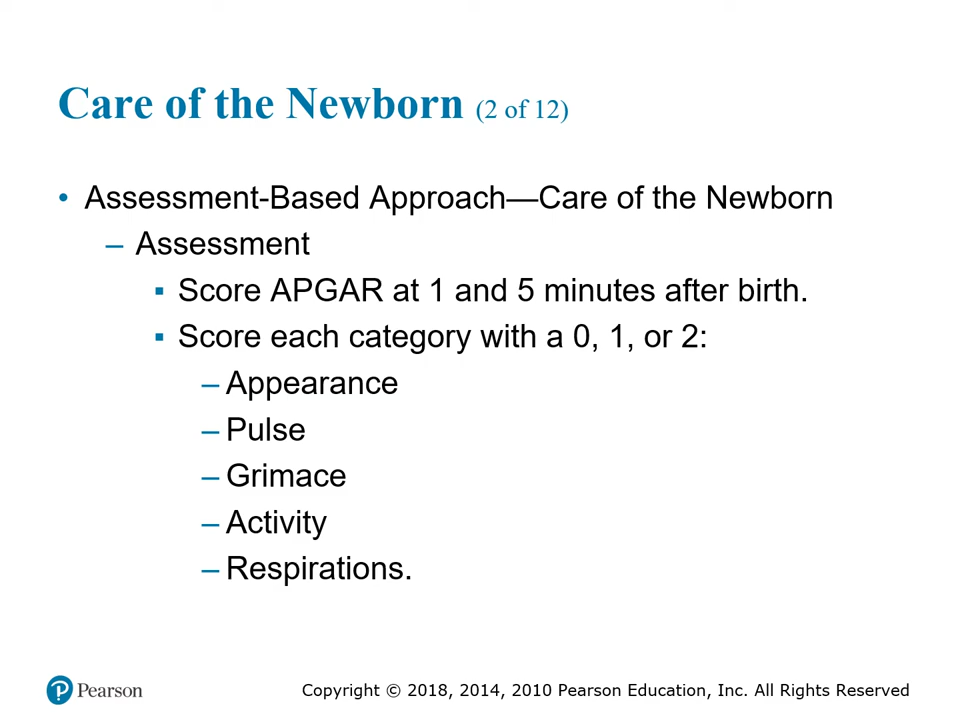 Care of the Newborn (2 of 12)
• Assessment-Based Approach—Care of the Newborn
– Assessment
▪ Score APGAR at 1 and 5 minutes after birth.
▪ Score each category with a 0, 1, or 2:
– Appearance
– Pulse
– Grimace
– Activity
– Respirations.
Pearson
Copyright © 2018, 2014, 2010 Pearson Education, Inc. All Rights Reserved